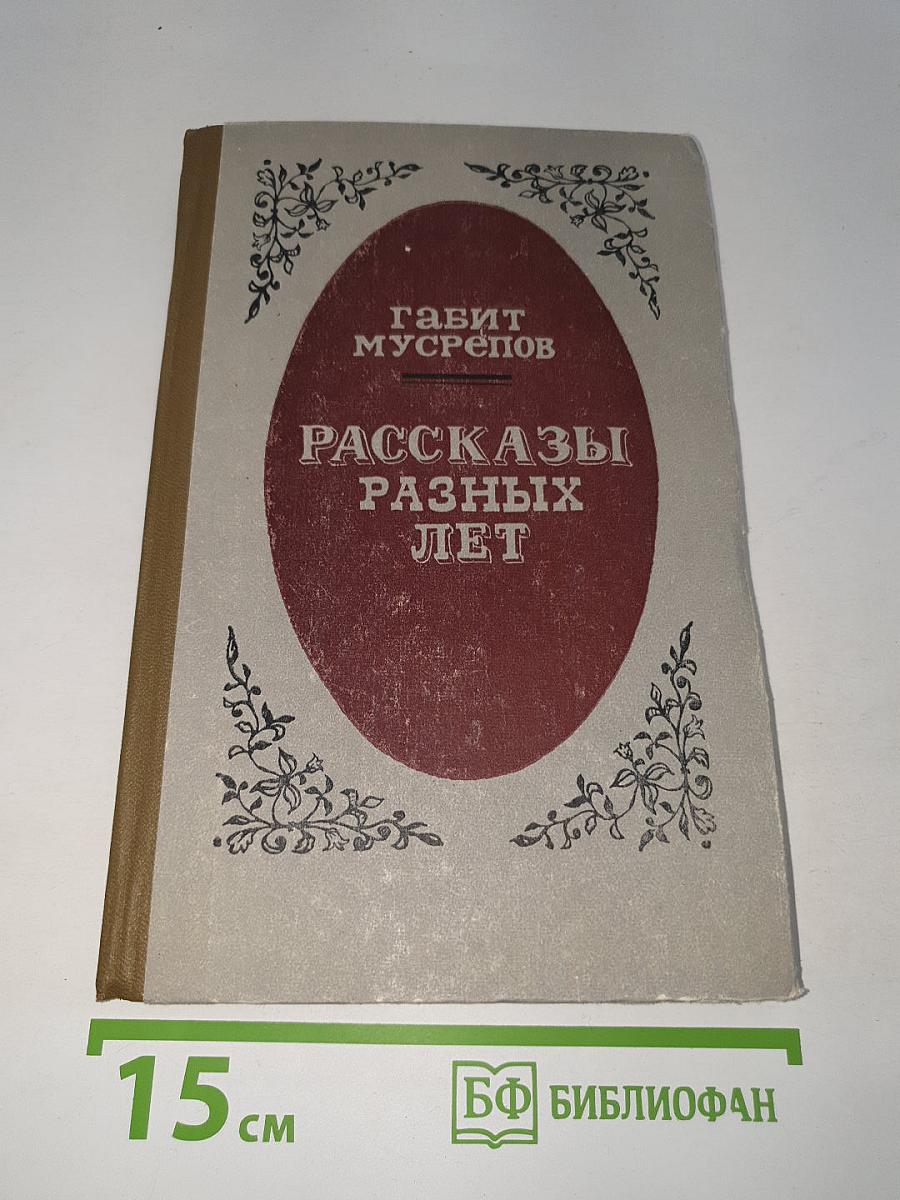 Габит
Мусрепов
Рассказы
разных
лет
15 см
БФ БИБЛИОФАН